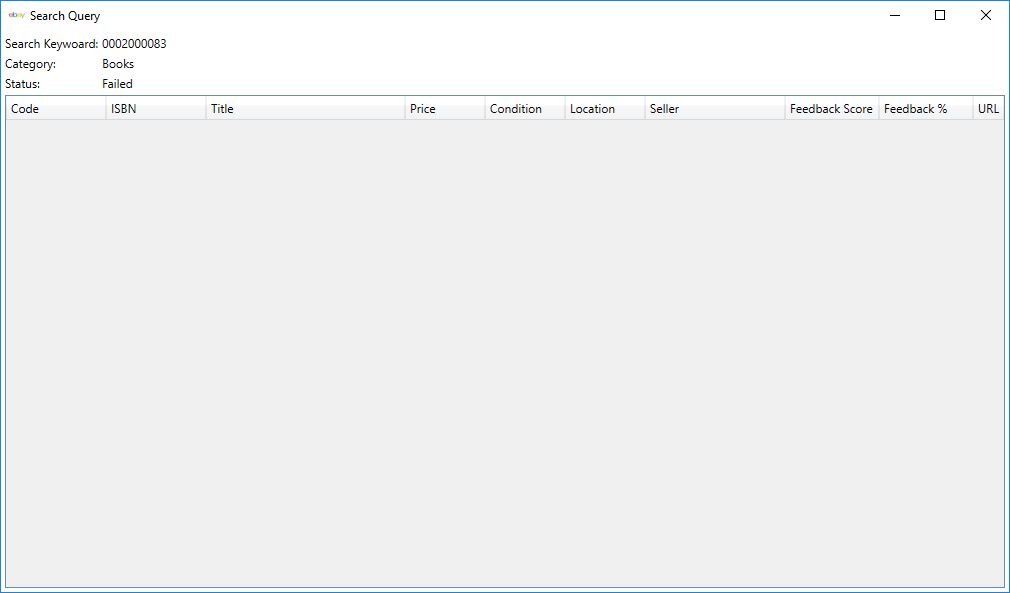 ebay Search Query
Search Keywoard: 0002000083
Category: Books
Status: Failed
Code ISBN Title Price Condition Location Seller Feedback Score Feedback % URL